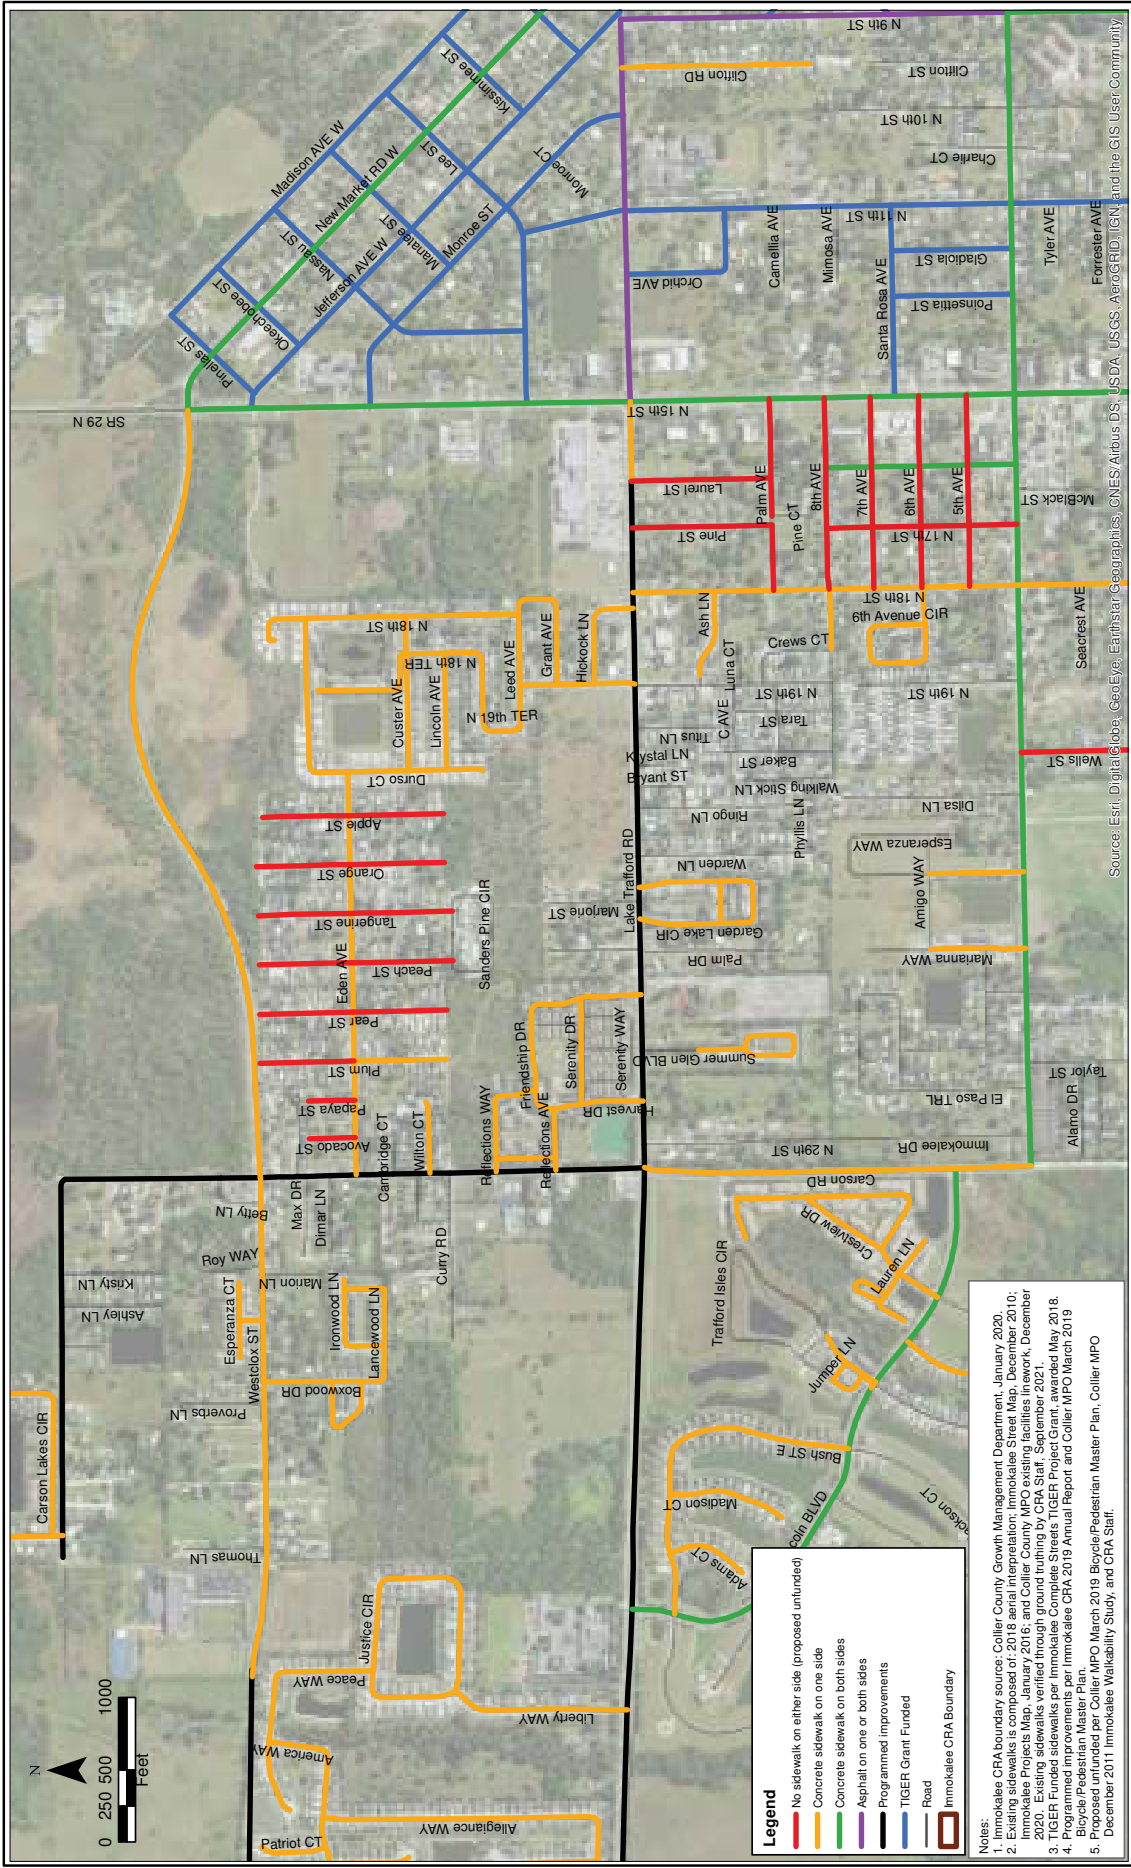 SR 29 N
Kissimmee ST
Madison AVE W
Lee ST
New Market RD W
Nassau ST
Manatee ST
Monroe CT
Monroe ST
Okeechobee ST
Jefferson AVE W
Pinellas ST
N 9th ST
Clifton RD
Clifton ST
N 10th ST
Charlie CT
N 11th ST
Orchid AVE
Camellia AVE
Mimosa AVE
Santa Rosa AVE
Gladiola ST
Poinsettia ST
Tyler AVE
Forrester AVE
N 15th ST
Laurel ST
Pine ST
Palm AVE
Pine CT
8th AVE
7th AVE
6th AVE
5th AVE
N 17th ST
McBlack ST
N 18th ST
N 18th TER
Leed AVE
Grant AVE
Hickock LN
Custer AVE
Lincoln AVE
N 19th TER
Durso CT
Ash LN
Luna CT
Crews CT
N 18th ST
6th Avenue CIR
Seacrest AVE
N 19th ST
N 19th ST
C AVE
Tara ST
Titus LN
Krystal LN
Bryant ST
Baker ST
Walking Stick LN
Wells ST
Ringo LN
Phyllis LN
Dilsa LN
Esperanza WAY
Warden LN
Lake Trafford RD
Amigo WAY
Marianna WAY
Garden Lake CIR
Palm DR
Apple ST
Orange ST
Tangerine ST
Peach ST
Pear ST
Plum ST
Papaya ST
Avocado ST
Eden AVE
Sanders Pine CIR
Marjorie ST
Cambridge CT
Wilton CT
Reflections WAY
Friendship DR
Reflections AVE
Serenity DR
Serenity WAY
Harvest DR
Summer Glen BLVD
El Paso TRL
Taylor ST
Alamo DR
Immokalee DR
N 29th ST
Carson RD
Betty LN
Max DR
Dimar LN
Roy WAY
Curry RD
Kristy LN
Ashley LN
Esperanza CT
Marion LN
Ironwood LN
Lancewood LN
Westclox ST
Boxwood DR
Proverbs LN
Carson Lakes CIR
Thomas LN
Trafford Isles CIR
Crestview DR
Lauren LN
Jumper LN
Bush ST E
Madison CT
Adams CT
coln BLVD
ackson CT
Justice CIR
Peace WAY
Liberty WAY
America WAY
Allegiance WAY
Patriot CT
N
0 250 500 1000
Feet
Legend
No sidewalk on either side (proposed unfunded)
Concrete sidewalk on one side
Concrete sidewalk on both sides
Asphalt on one or both sides
Programmed improvements
TIGER Grant Funded
Road
Immokalee CRA Boundary
Notes:
1. Immokalee CRA boundary source: Collier County Growth Management Department, January 2020.
2. Existing sidewalks is composed of: 2018 aerial interpretation; Immokalee Street Map, December 2010;
Immokalee Projects Map, January 2016; and Collier County MPO existing facilities linework, December
2020. Existing sidewalks verified through ground truthing by CRA Staff, September 2021.
3. TIGER Funded sidewalks per Immokalee Complete Streets TIGER Project Grant, awarded May 2018.
4. Programmed improvements per Immokalee CRA 2019 Annual Report and Collier MPO March 2019
Bicycle/Pedestrian Master Plan.
5. Proposed unfunded per Collier MPO March 2019 Bicycle/Pedestrian Master Plan, Collier MPO
December 2011 Immokalee Walkability Study, and CRA Staff.
Source: Esri, DigitalGlobe, GeoEye, Earthstar Geographics, CNES/Airbus DS, USDA, USGS, AeroGRID, IGN, and the GIS User Community